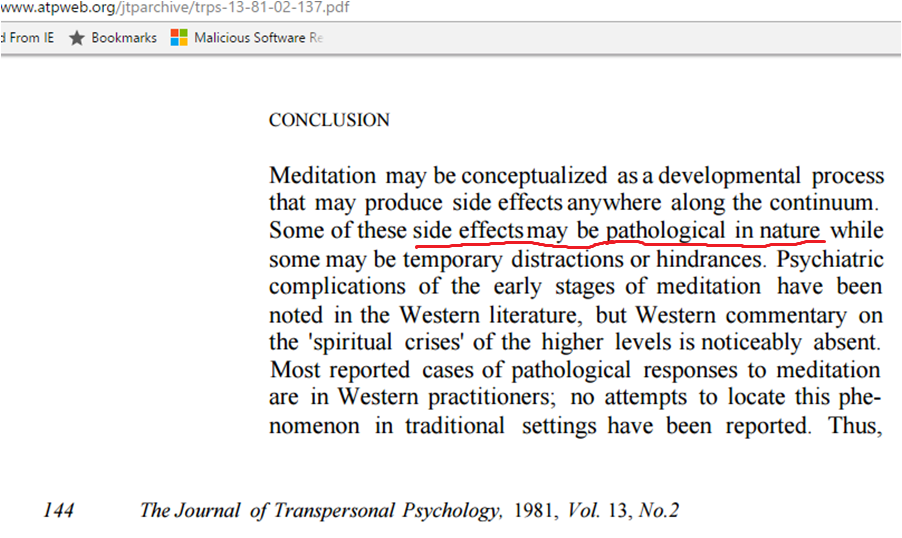 www.atpweb.org/jtparchive/trps-13-81-02-137.pdf
d From IE Bookmarks Malicious Software Re
CONCLUSION
Meditation may be conceptualized as a developmental process
that may produce side effects anywhere along the continuum.
Some of these side effects may be pathological in nature while
some may be temporary distractions or hindrances. Psychiatric
complications of the early stages of meditation have been
noted in the Western literature, but Western commentary on
the 'spiritual crises' of the higher levels is noticeably absent.
Most reported cases of pathological responses to meditation
are in Western practitioners; no attempts to locate this phe-
nomenon in traditional settings have been reported. Thus,
144 The Journal of Transpersonal Psychology, 1981, Vol. 13, No.2